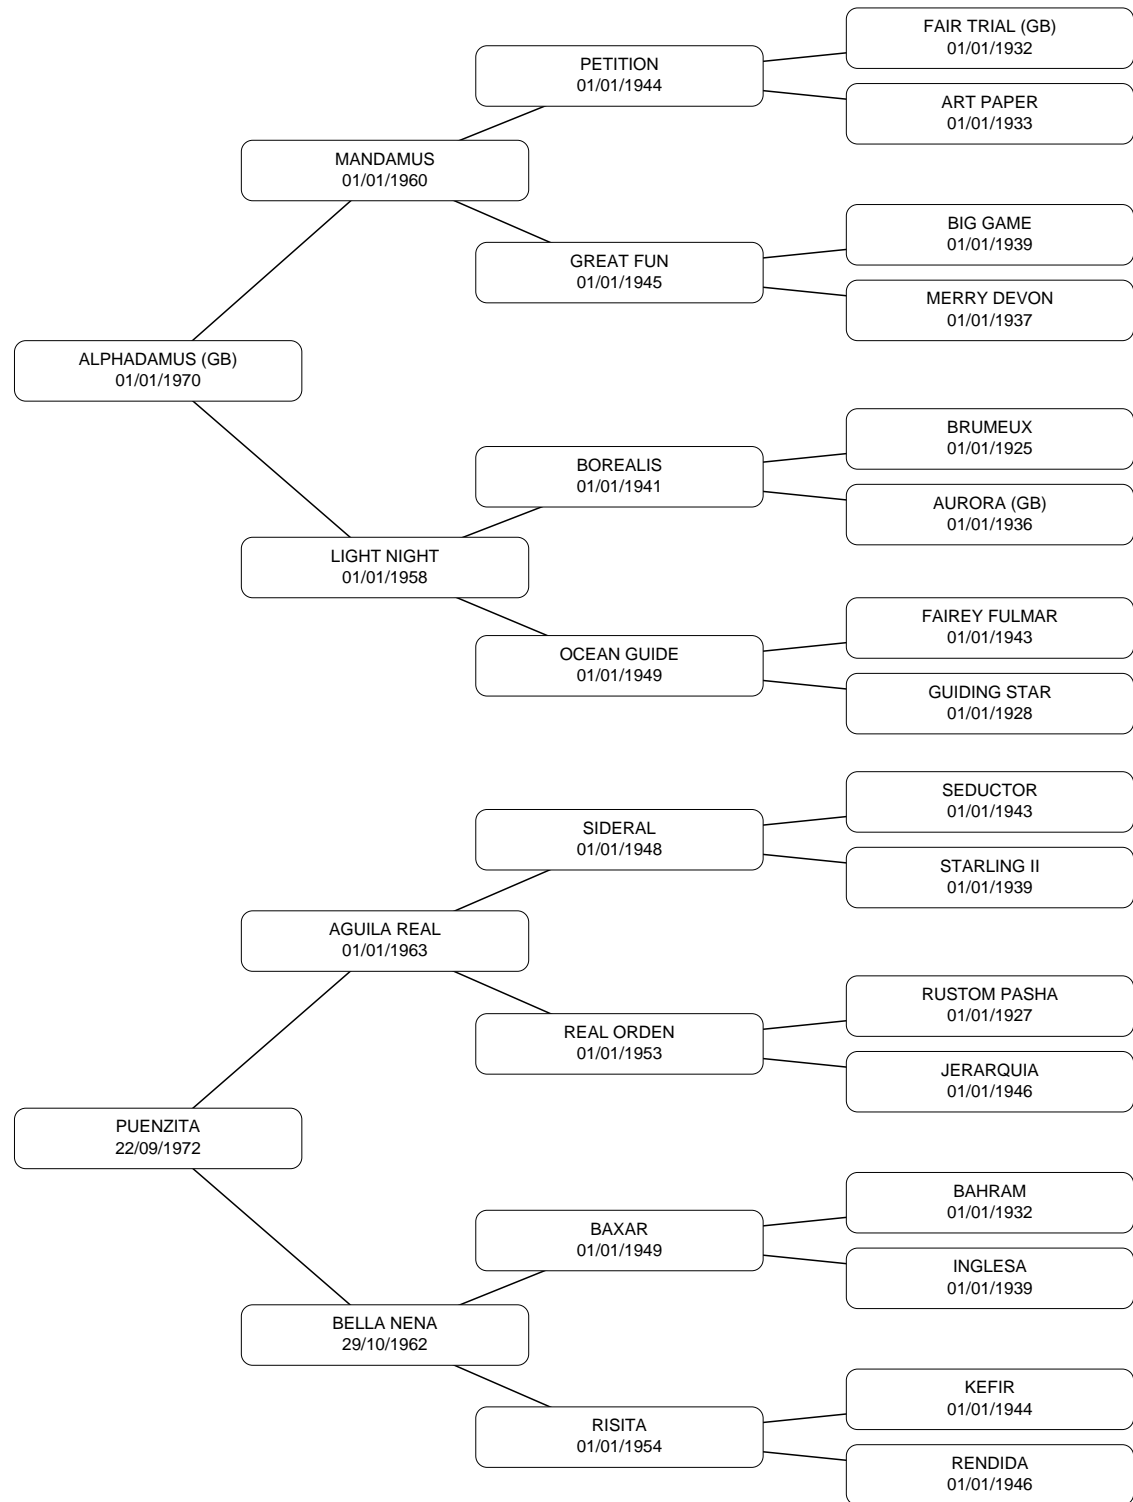 FAIR TRIAL (GB)
01/01/1932
PETITION
01/01/1944
ART PAPER
01/01/1933
MANDAMUS
01/01/1960
BIG GAME
01/01/1939
GREAT FUN
01/01/1945
MERRY DEVON
01/01/1937
ALPHADAMUS (GB)
01/01/1970
BRUMEUX
01/01/1925
BOREALIS
01/01/1941
AURORA (GB)
01/01/1936
LIGHT NIGHT
01/01/1958
FAIREY FULMAR
01/01/1943
OCEAN GUIDE
01/01/1949
GUIDING STAR
01/01/1928
SEDUCTOR
01/01/1943
SIDERAL
01/01/1948
STARLING II
01/01/1939
AGUILA REAL
01/01/1963
RUSTOM PASHA
01/01/1927
REAL ORDEN
01/01/1953
JERARQUIA
01/01/1946
PUENZITA
22/09/1972
BAHRAM
01/01/1932
BAXAR
01/01/1949
INGLESA
01/01/1939
BELLA NENA
29/10/1962
KEFIR
01/01/1944
RISITA
01/01/1954
RENDIDA
01/01/1946